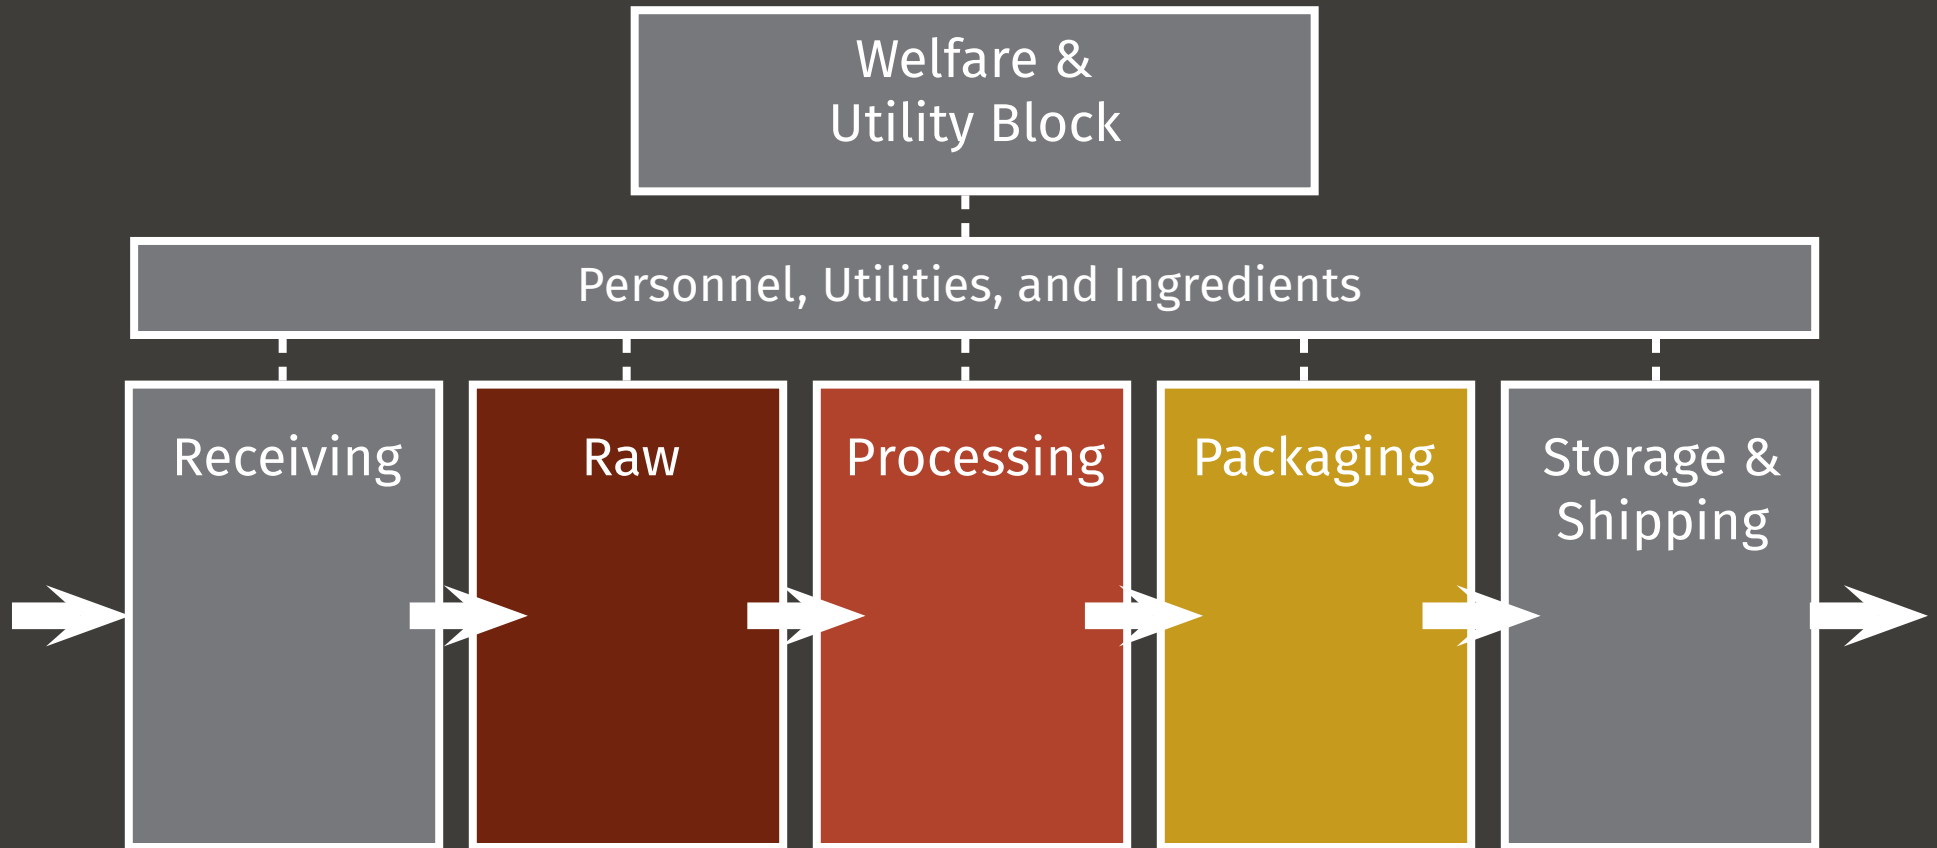 Welfare &
Utility Block
Personnel, Utilities, and Ingredients
Receiving
Raw
Processing
Packaging
Storage &
Shipping